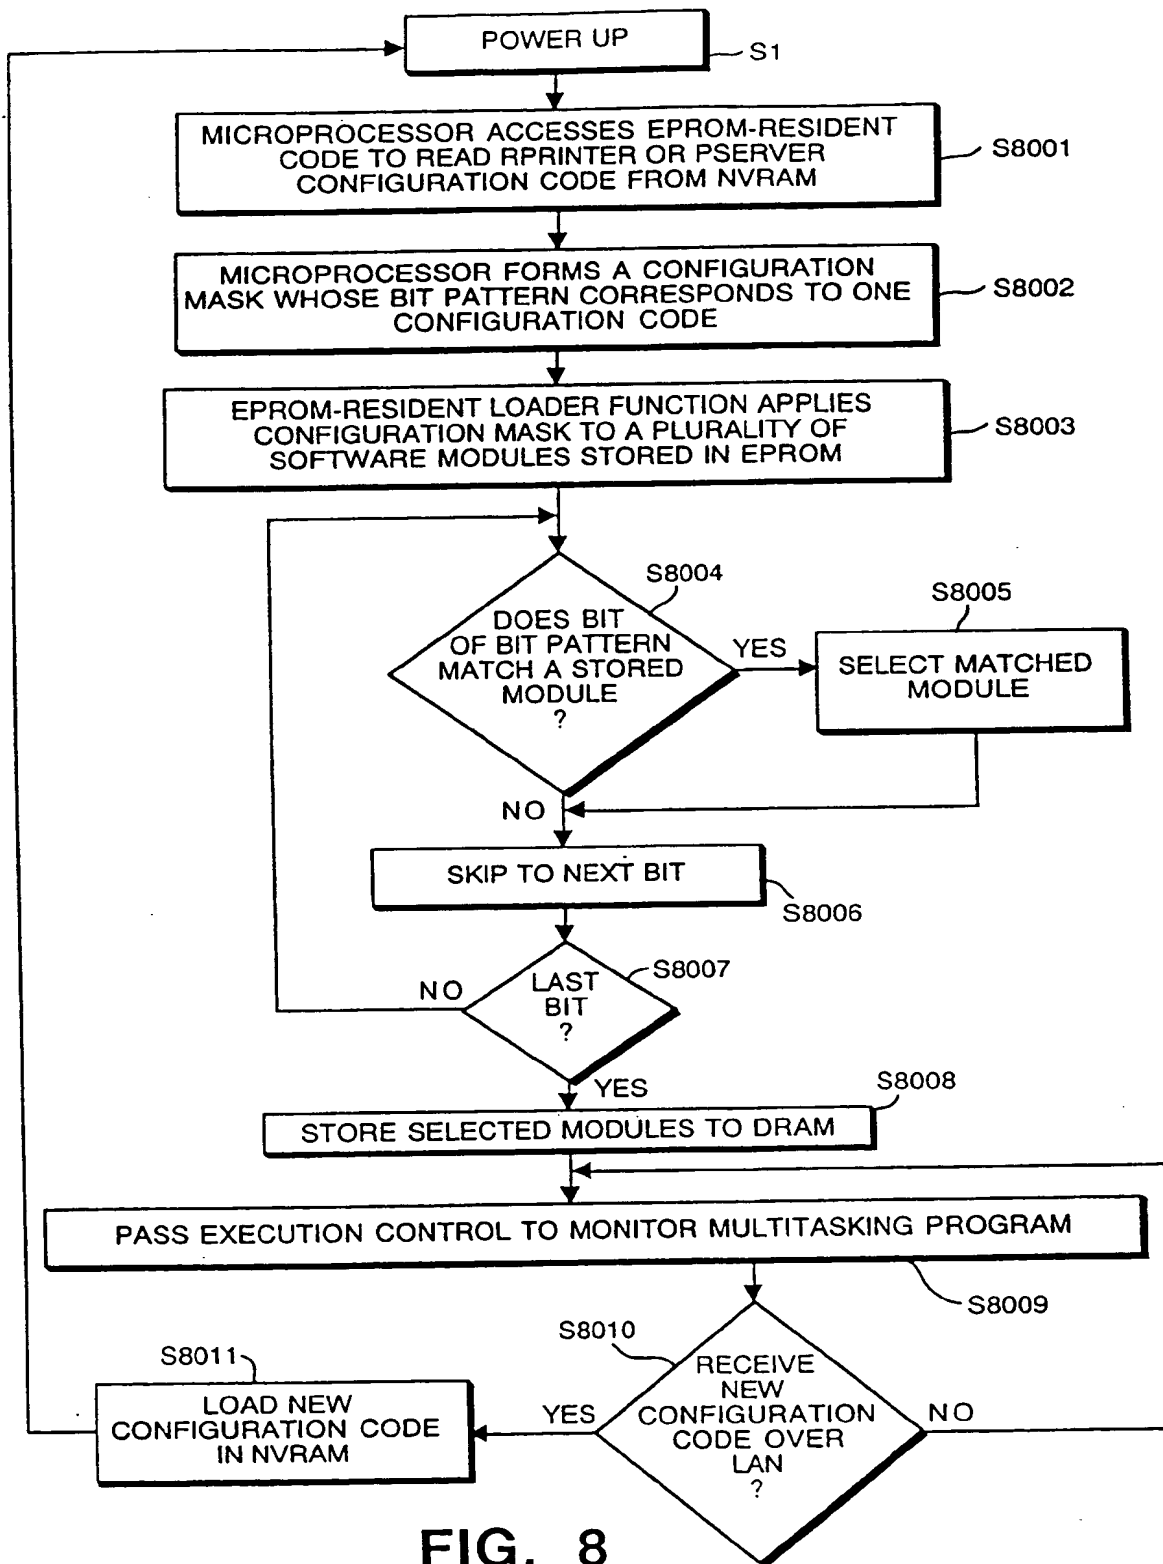 POWER UP
S1
MICROPROCESSOR ACCESSES EPROM-RESIDENT
CODE TO READ RPRINTER OR PSERVER
CONFIGURATION CODE FROM NVRAM
S8001
MICROPROCESSOR FORMS A CONFIGURATION
MASK WHOSE BIT PATTERN CORRESPONDS TO ONE
CONFIGURATION CODE
S8002
EPROM-RESIDENT LOADER FUNCTION APPLIES
CONFIGURATION MASK TO A PLURALITY OF
SOFTWARE MODULES STORED IN EPROM
S8003
S8004
DOES BIT
OF BIT PATTERN
MATCH A STORED
MODULE
?
YES
S8005
SELECT MATCHED
MODULE
NO
SKIP TO NEXT BIT
S8006
LAST
BIT
?
S8007
NO
YES
S8008
STORE SELECTED MODULES TO DRAM
PASS EXECUTION CONTROL TO MONITOR MULTITASKING PROGRAM
S8009
S8010
RECEIVE
NEW
CONFIGURATION
CODE OVER
LAN
?
YES
NO
S8011
LOAD NEW
CONFIGURATION CODE
IN NVRAM
FIG. 8